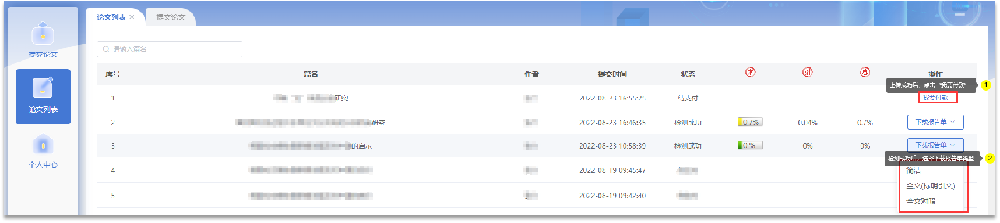 论文列表 ×
提交论文
提交论文
论文列表
个人中心
请输入篇名
序号 篇名 作者 提交时间 状态 本 引 总 操作
上传成功后，点击“我要付款” 1
1 研究 2022-08-23 16:55:25 待支付 我要付款
2 研究 2022-08-23 16:46:35 检测成功 0.7% 0.04% 0.7% 下载报告单
3 的启示 2022-08-23 10:58:39 检测成功 0 % 0% 0% 下载报告单
检测成功后，选择下载报告单类型 2
4 2022-08-19 09:45:47
简洁
全文(标明引文)
5 2022-08-19 09:42:40
全文对照